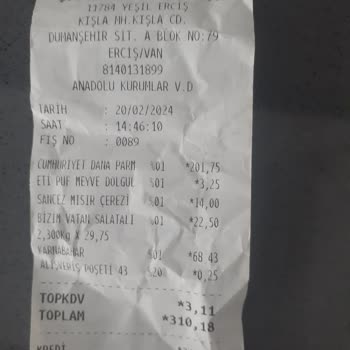 11784 YEŞİL ERCİŞ
KIŞLA MH.KIŞLA CD.
DUMANŞEHİR SİT. A BLOK NO:79
ERCİŞ/VAN
8140131899
ANADOLU KURUMLAR V.D
TARİH : 20/02/2024
SAAT : 14:46:10
FİŞ NO : 0089
CUMHURİYET DANA PARM %01 *201,75
ETİ PUF MEYVE DOLGUL %01 *3,25
SANCEZ MISIR ÇEREZİ %01 *14,00
BİZİM VATAN SALATALI %01 *22,50
2,300KG X 29,75
KARNABAHAR %01 *68,43
ALIŞVERİŞ POŞETİ 43 %20 *0,25
TOPKDV *3,11
TOPLAM *310,18
KREDİ